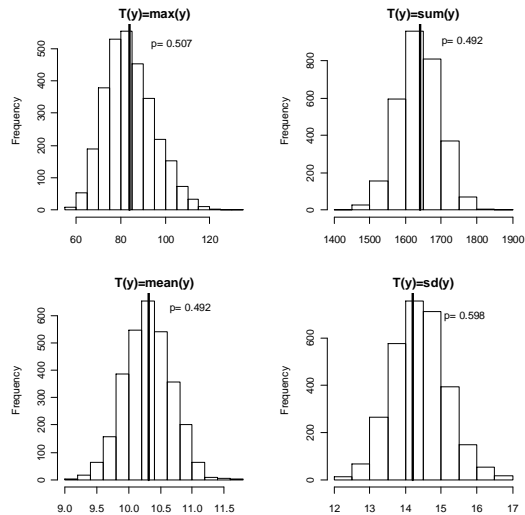 T(y)=max(y)
p= 0.507
Frequency
0 100 200 300 400 500
60 80 100 120
T(y)=sum(y)
p= 0.492
Frequency
0 200 400 600 800
1400 1500 1600 1700 1800 1900
T(y)=mean(y)
p= 0.492
Frequency
0 100 200 300 400 500 600
9.0 9.5 10.0 10.5 11.0 11.5
T(y)=sd(y)
p= 0.598
Frequency
0 200 400 600
12 13 14 15 16 17